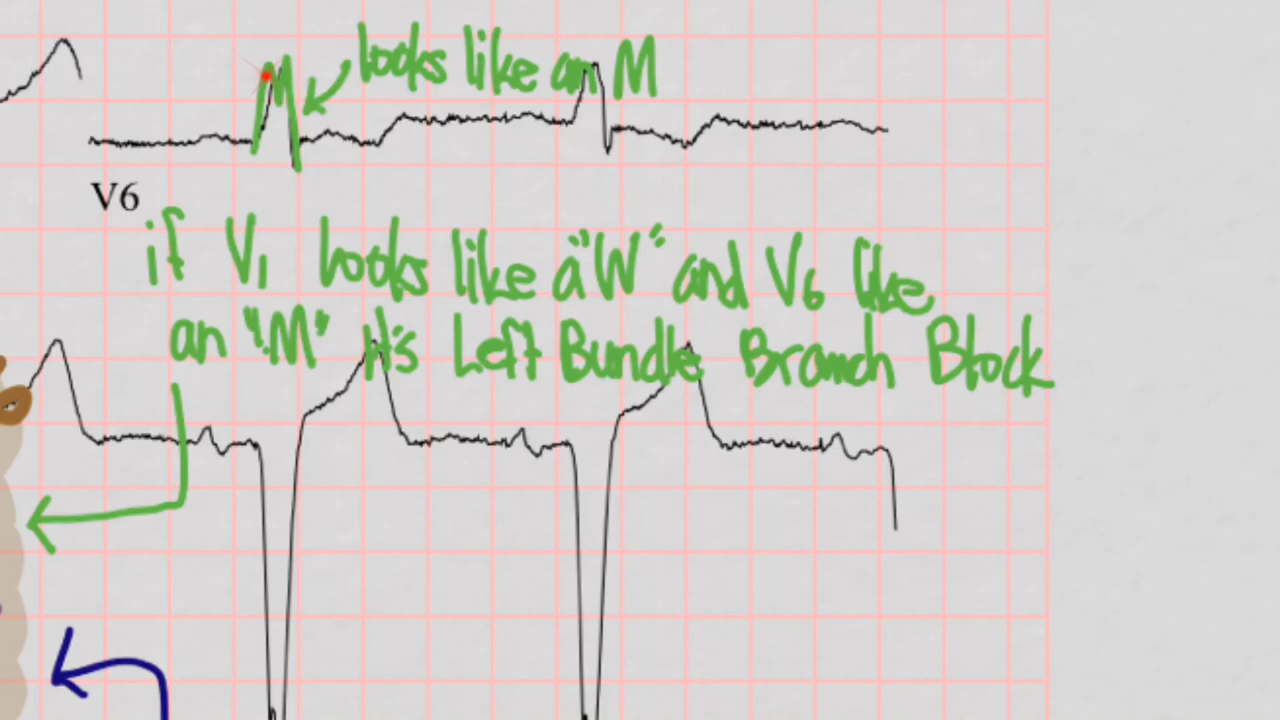 looks like an M
V6
if V1 looks like a "W" and V6 like
an "M" it's Left Bundle Branch Block